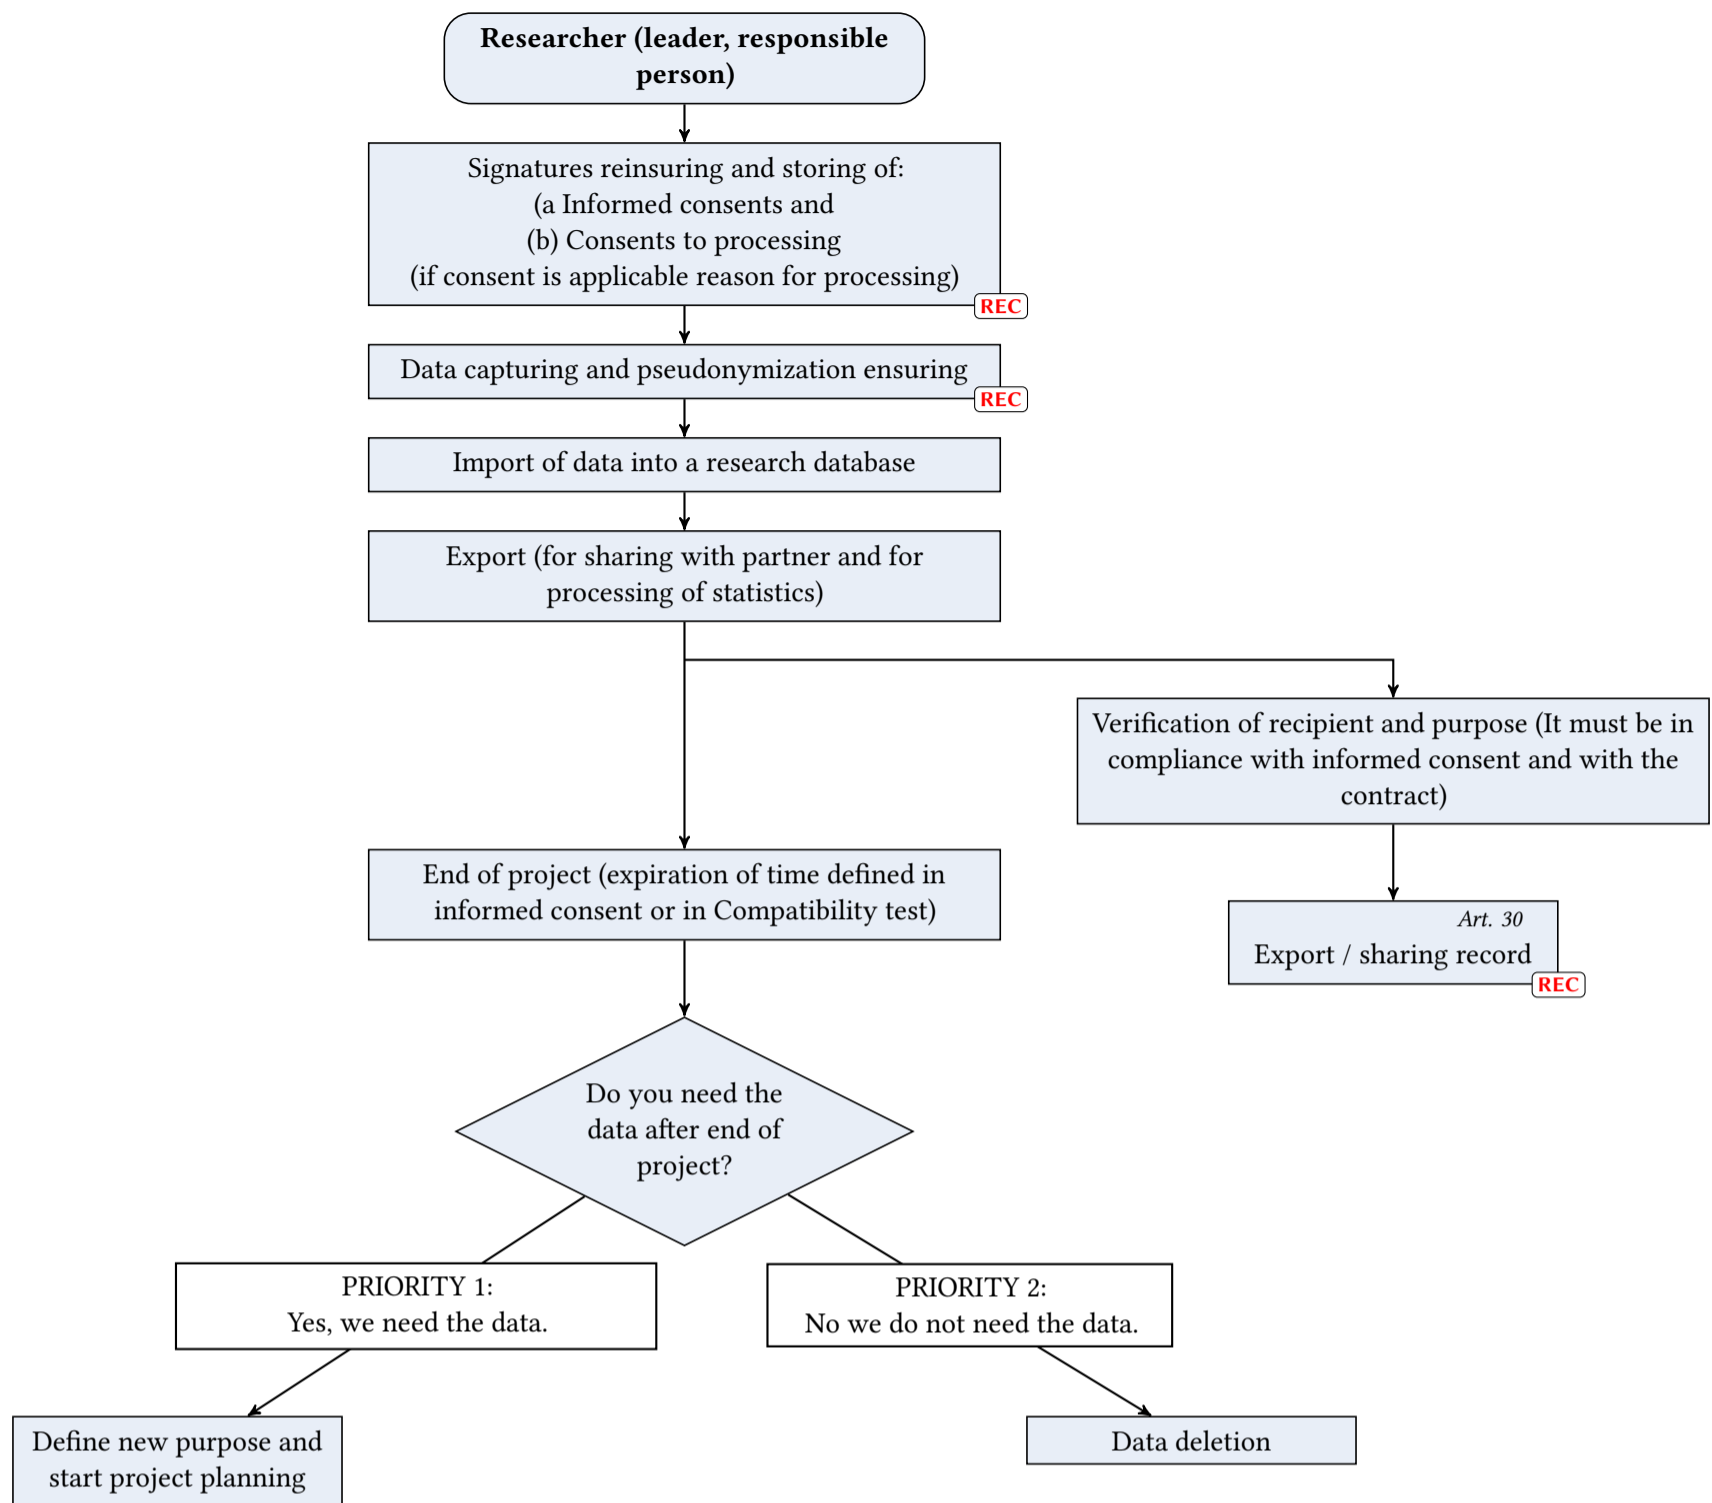 Researcher (leader, responsible
person)
Signatures reinsuring and storing of:
(a Informed consents and
(b) Consents to processing
(if consent is applicable reason for processing)
REC
Data capturing and pseudonymization ensuring
REC
Import of data into a research database
Export (for sharing with partner and for
processing of statistics)
Verification of recipient and purpose (It must be in
compliance with informed consent and with the
contract)
End of project (expiration of time defined in
informed consent or in Compatibility test)
Art. 30
Export / sharing record
REC
Do you need the
data after end of
project?
PRIORITY 1:
Yes, we need the data.
PRIORITY 2:
No we do not need the data.
Define new purpose and
start project planning
Data deletion